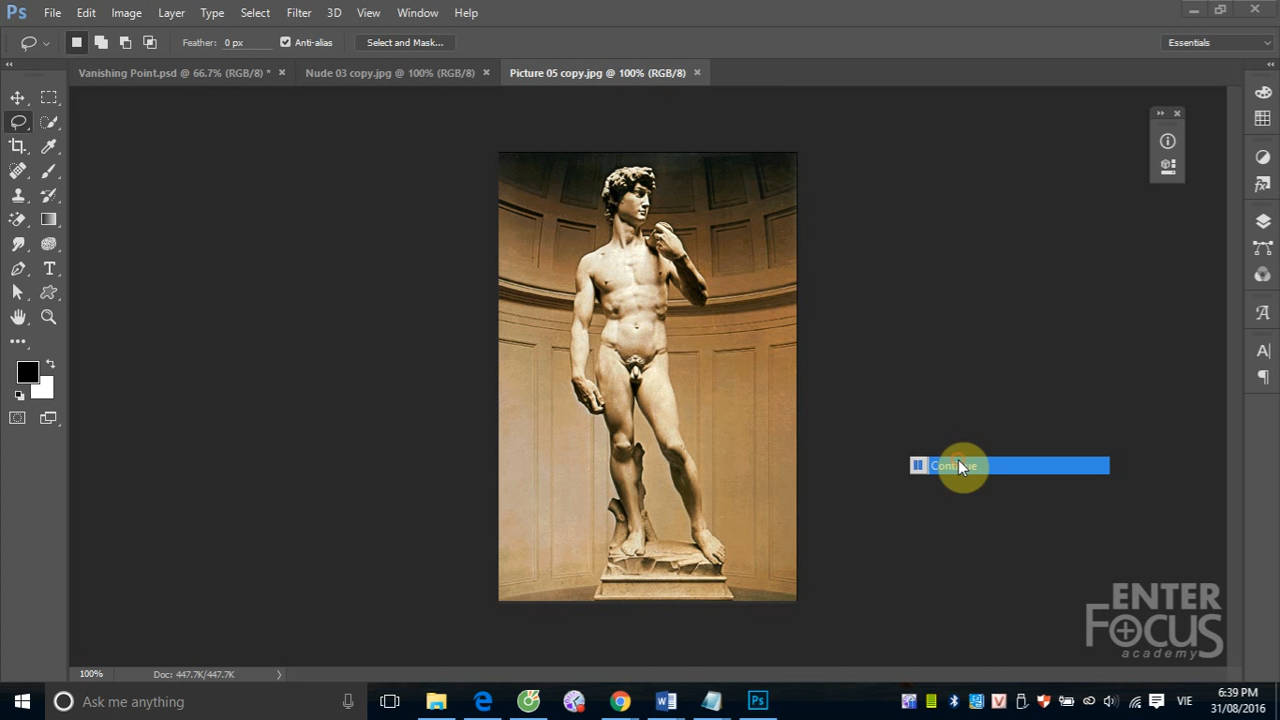 Ps File Edit Image Layer Type Select Filter 3D View Window Help
Feather: 0 px Anti-alias Select and Mask... Essentials
Vanishing Point.psd @ 66.7% (RGB/8) * Nude 03 copy.jpg @ 100% (RGB/8) Picture 05 copy.jpg @ 100% (RGB/8)
Continue
ENTER
FOCUS
academy
100% Doc: 447.7K/447.7K
Ask me anything
VIE
6:39 PM
31/08/2016